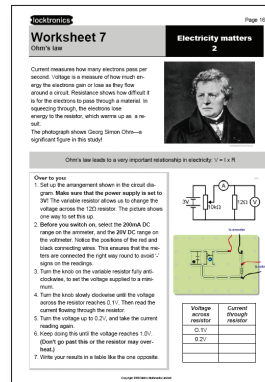 locktronics
Page 16
Worksheet 7
Ohm's law
Electricity matters
2
Current measures how many electrons pass per
second. Voltage is a measure of how much en-
ergy the electrons gain or lose as they flow
around a circuit. Resistance shows how difficult it
is for the electrons to pass through a material. In
squeezing through, the electrons lose
energy to the resistor, which warms up as a re-
sult.
The photograph shows Georg Simon Ohm—a
significant figure in this study!
Ohm's law leads to a very important relationship in electricity: V = I x R
Over to you:
1. Set up the arrangement shown in the circuit dia-
gram. Make sure that the power supply is set to
3V! The variable resistor allows us to change the
voltage across the 12Ω resistor. The picture shows
one way to set this up.
2. Before you switch on, select the 200mA DC
range on the ammeter, and the 20V DC range on
the voltmeter. Notice the positions of the red and
black connecting wires. This ensures that the me-
ters are connected the right way round to avoid '-'
signs on the readings.
3. Turn the knob on the variable resistor fully anti-
clockwise, to set the voltage supplied to a mini-
mum.
4. Turn the knob slowly clockwise until the voltage
across the resistor reaches 0.1V. Then read the
current flowing through the resistor.
5. Turn the voltage up to 0.2V, and take the current
reading again.
6. Keep doing this until the voltage reaches 1.0V.
(Don't go past this or the resistor may over-
heat.)
7. Write your results in a table like the one opposite.
A
3V
10kΩ
12Ω
V
to ammeter
Voltage across resistor
Current through resistor
0.1V
0.2V